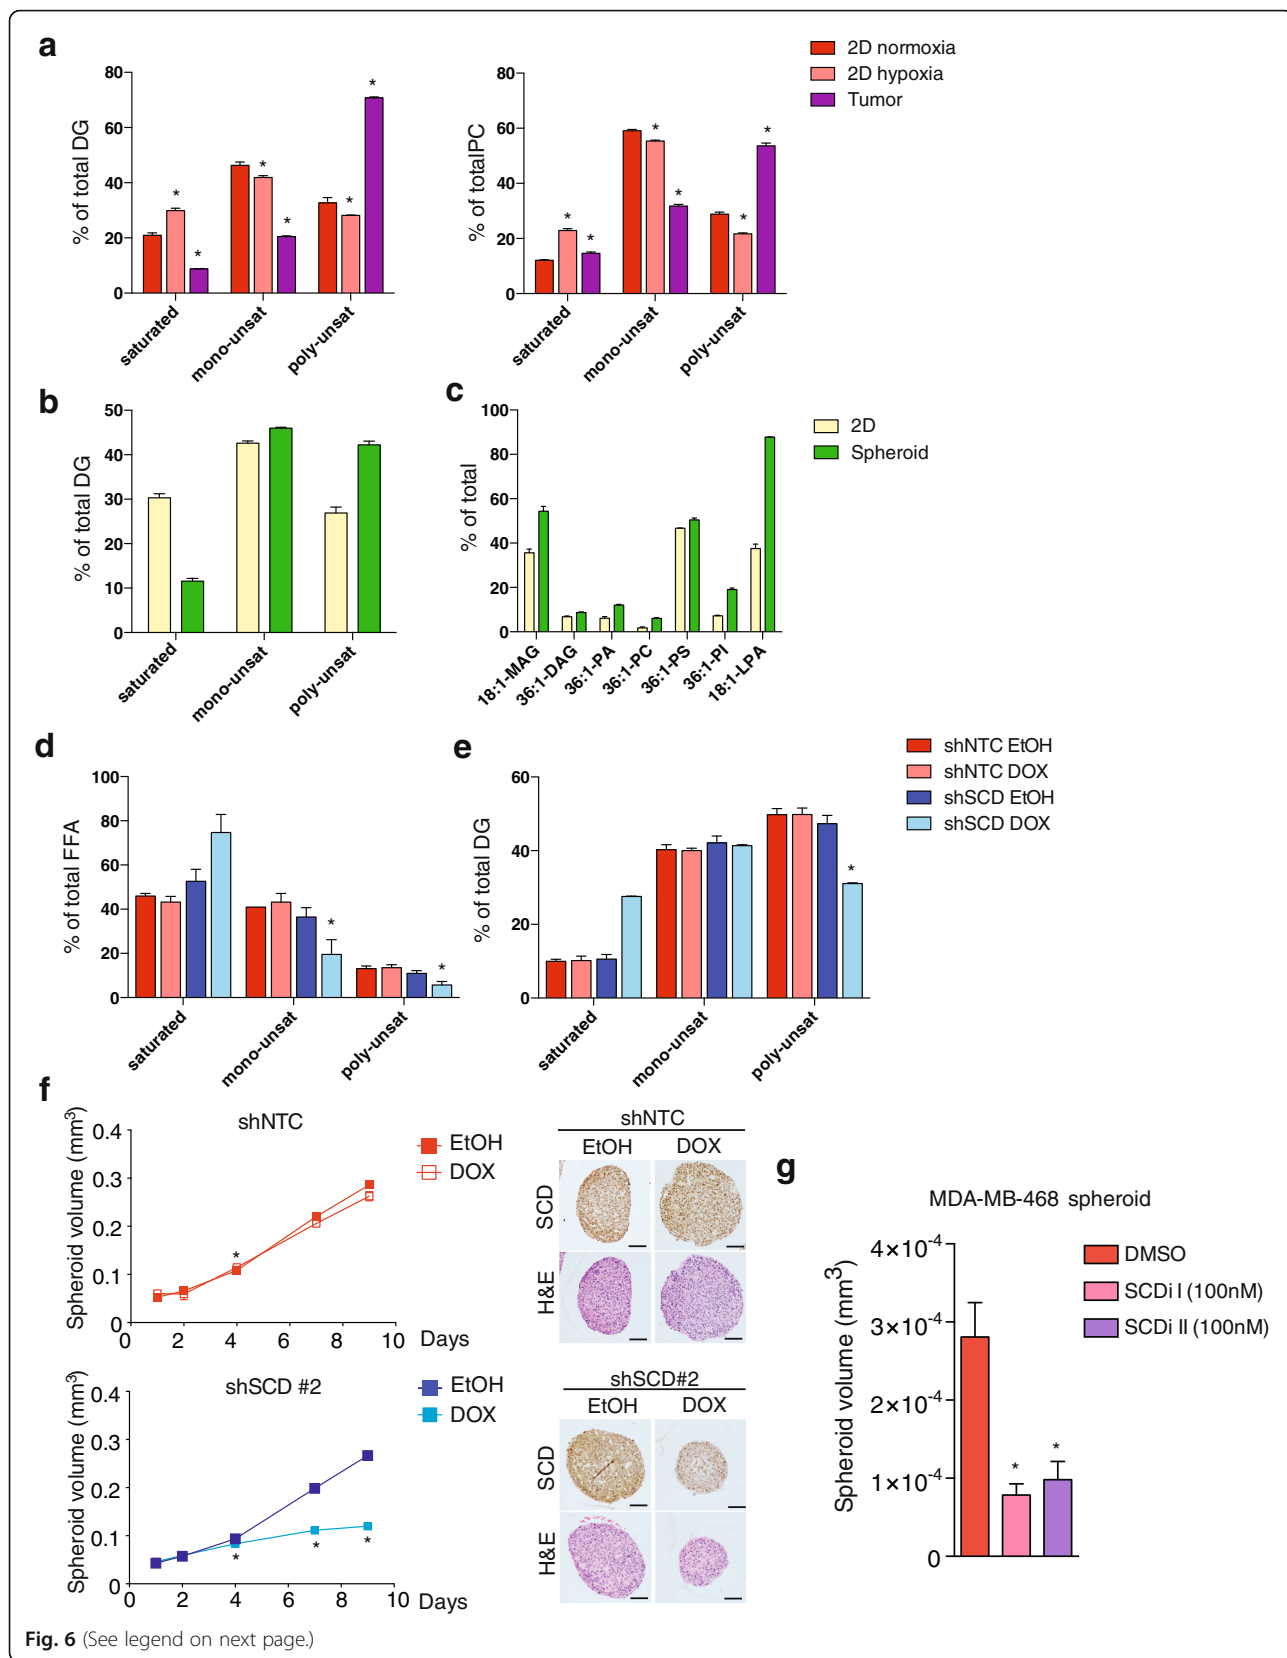 a
2D normoxia
2D hypoxia
Tumor
% of total DG
80
60
40
20
0
*
*
*
*
*
*
saturated
mono-unsat
poly-unsat
% of totalPC
80
60
40
20
0
*
*
*
*
*
*
saturated
mono-unsat
poly-unsat
b
% of total DG
50
40
30
20
10
0
saturated
mono-unsat
poly-unsat
c
% of total
100
80
60
40
20
0
18:1-MAG
36:1-DAG
36:1-PA
36:1-PC
36:1-PS
36:1-PI
18:1-LPA
2D
Spheroid
d
% of total FFA
100
80
60
40
20
0
*
*
saturated
mono-unsat
poly-unsat
e
% of total DG
60
40
20
0
*
saturated
mono-unsat
poly-unsat
shNTC EtOH
shNTC DOX
shSCD EtOH
shSCD DOX
f
shNTC
Spheroid volume (mm³)
0.4
0.3
0.2
0.1
0
*
0 2 4 6 8 10 Days
EtOH
DOX
shNTC
EtOH DOX
SCD
H&E
shSCD #2
Spheroid volume (mm³)
0.4
0.3
0.2
0.1
0
* * *
0 2 4 6 8 10 Days
EtOH
DOX
shSCD#2
EtOH DOX
SCD
H&E
g
MDA-MB-468 spheroid
Spheroid volume (mm³)
4×10⁻⁴
3×10⁻⁴
2×10⁻⁴
1×10⁻⁴
0
* *
DMSO
SCDi I (100nM)
SCDi II (100nM)
Fig. 6 (See legend on next page.)